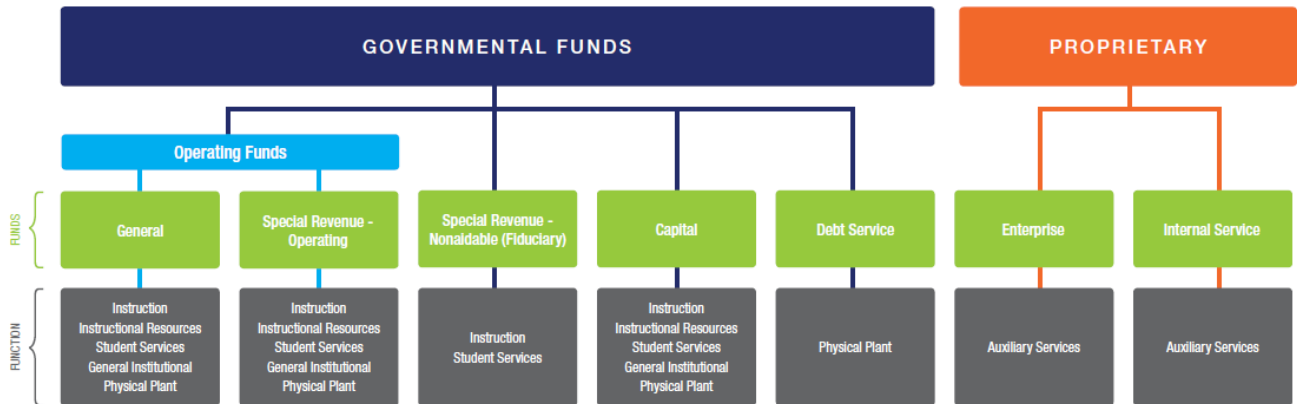 GOVERNMENTAL FUNDS
PROPRIETARY
Operating Funds
FUNDS
General
Special Revenue -
Operating
Special Revenue -
Nonaidable (Fiduciary)
Capital
Debt Service
Enterprise
Internal Service
FUNCTION
Instruction
Instructional Resources
Student Services
General Institutional
Physical Plant
Instruction
Instructional Resources
Student Services
General Institutional
Physical Plant
Instruction
Student Services
Instruction
Instructional Resources
Student Services
General Institutional
Physical Plant
Physical Plant
Auxiliary Services
Auxiliary Services